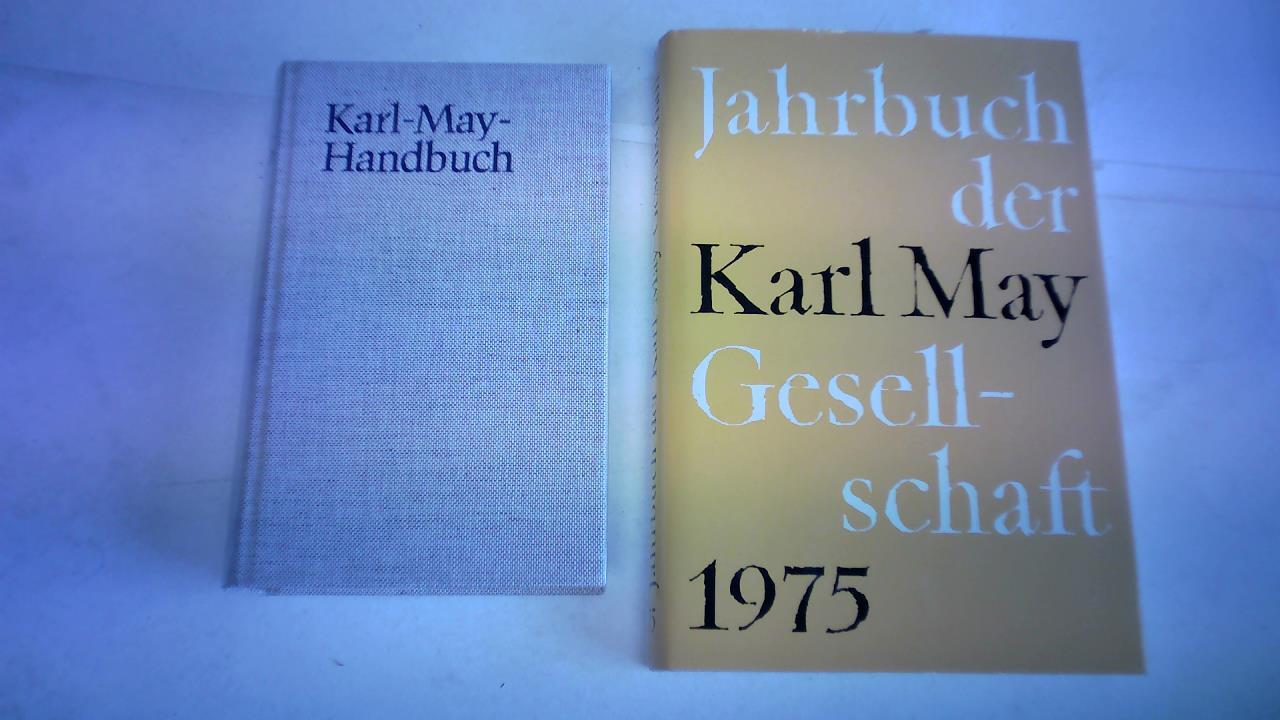 Karl-May-
Handbuch
Jahrbuch
der
Karl May
Gesell-
schaft
1975